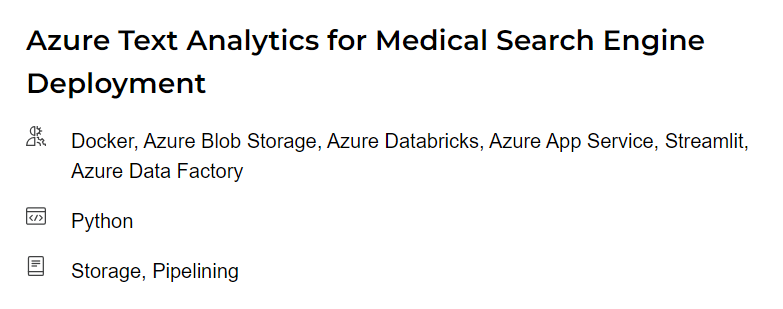 Azure Text Analytics for Medical Search Engine
Deployment
Docker, Azure Blob Storage, Azure Databricks, Azure App Service, Streamlit,
Azure Data Factory
Python
Storage, Pipelining